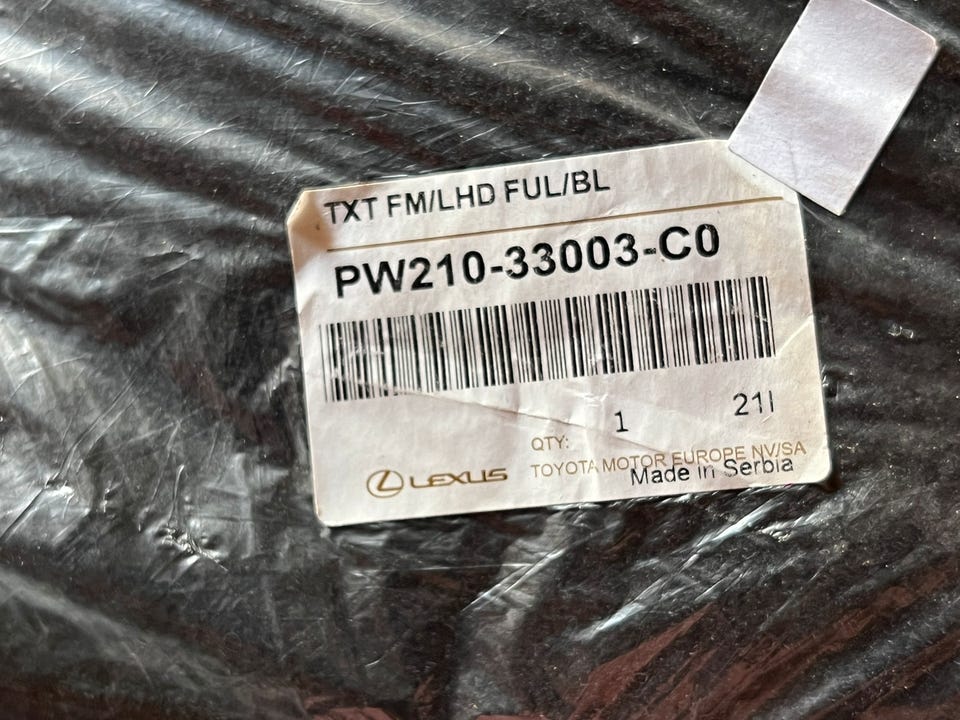 TXT FM/LHD FUL/BL
PW210-33003-C0
1 21I
QTY:
LEXUS TOYOTA MOTOR EUROPE NV/SA
Made in Serbia